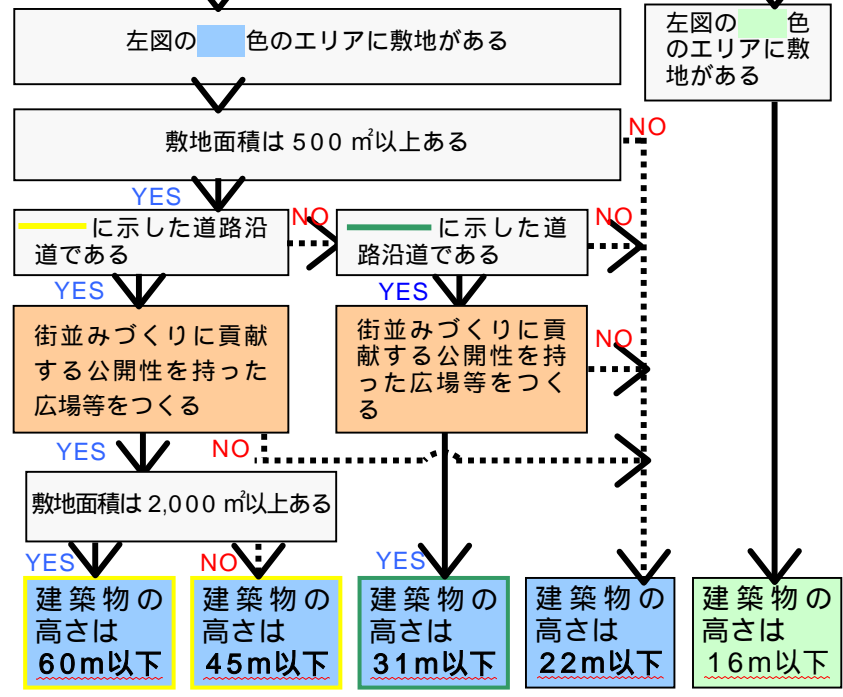 左図の 色のエリアに敷地がある
左図の 色
のエリアに敷
地がある
敷地面積は 500 ㎡以上ある
NO
YES
に示した道路沿
道である
NO
に示した道
路沿道である
NO
YES
YES
街並みづくりに貢献
する公開性を持った
広場等をつくる
街並みづくりに貢
献する公開性を持
った広場等をつく
る
NO
YES
NO
敷地面積は 2,000 ㎡以上ある
YES
NO
YES
建築物の
高さは
60m以下
建築物の
高さは
45m以下
建築物の
高さは
31m以下
建築物の
高さは
22m以下
建築物の
高さは
16m以下